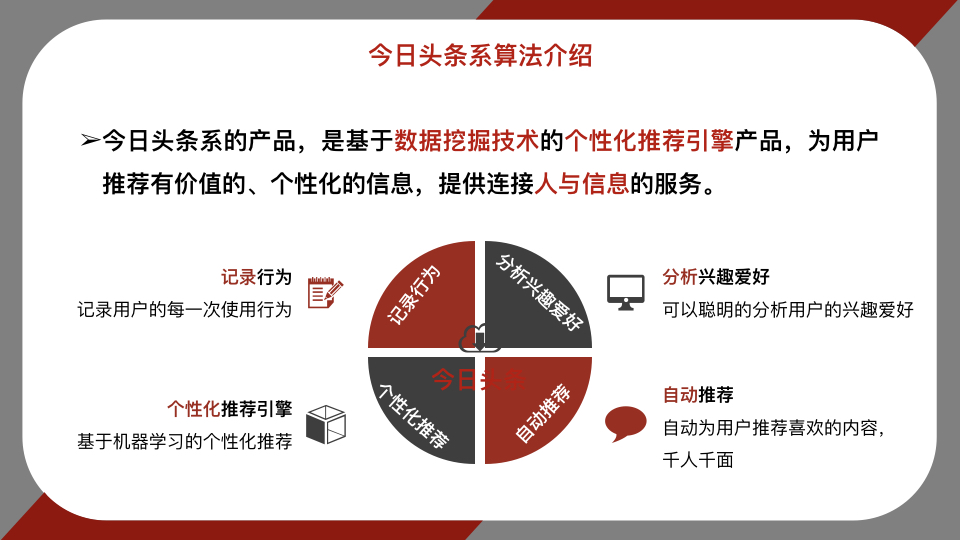 今日头条系算法介绍
➢今日头条系的产品，是基于数据挖掘技术的个性化推荐引擎产品，为用户
推荐有价值的、个性化的信息，提供连接人与信息的服务。
记录行为
记录用户的每一次使用行为
记录行为
分析兴趣爱好
分析兴趣爱好
可以聪明的分析用户的兴趣爱好
今日头条
个性化推荐引擎
基于机器学习的个性化推荐
个性化推荐
自动推荐
自动推荐
自动为用户推荐喜欢的内容，
千人千面